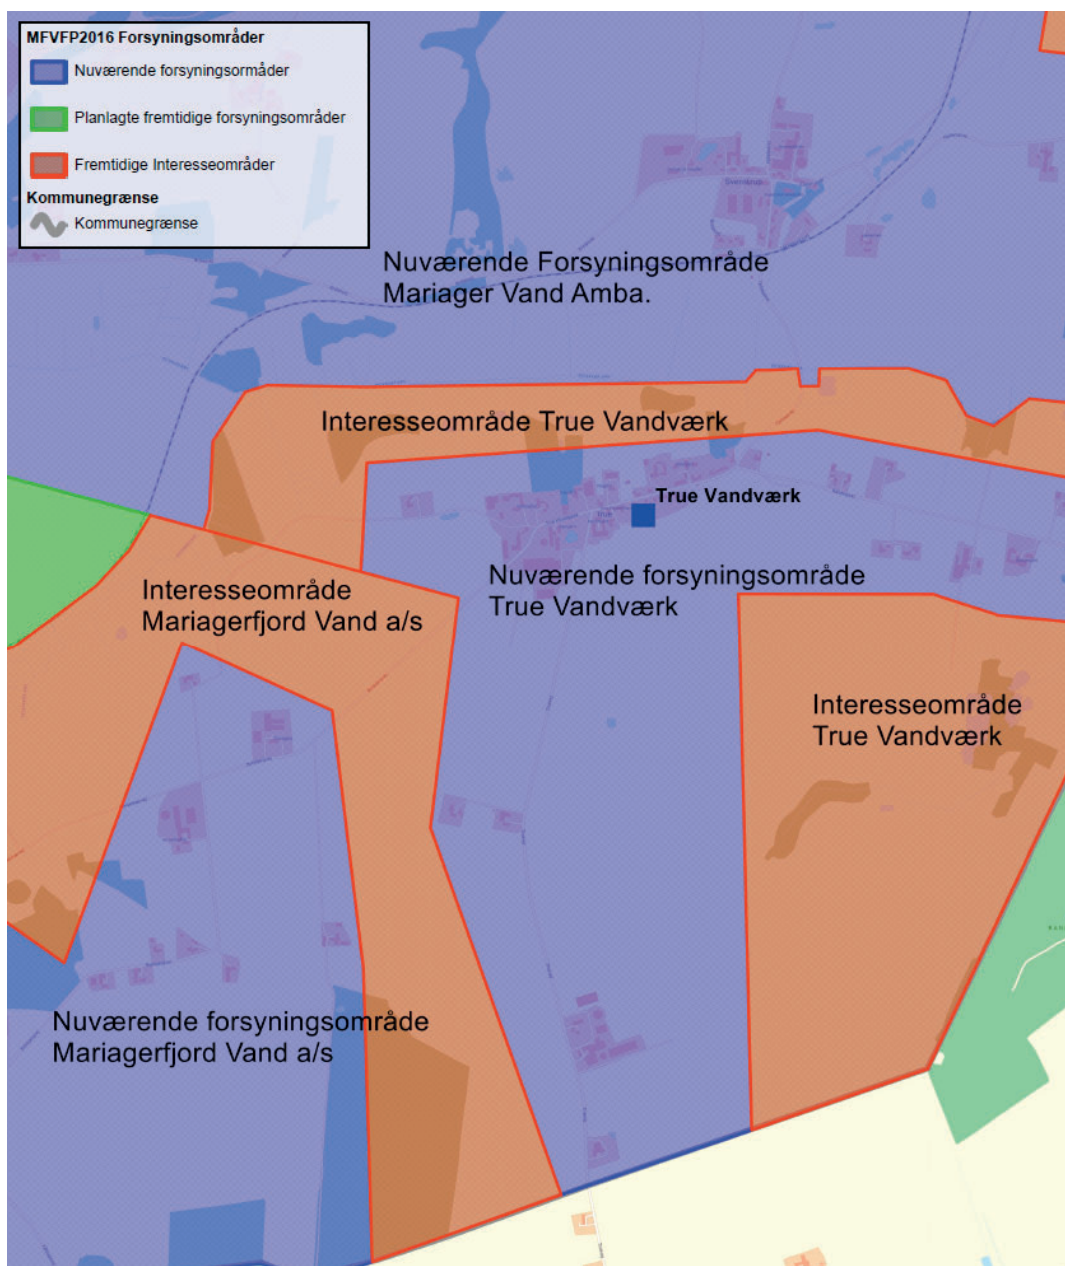 MFVFP2016 Forsyningsområder
Nuværende forsyningsormåder
Planlagte fremtidige forsyningsområder
Fremtidige Interesseområder
Kommunegrænse
Kommunegrænse
Nuværende Forsyningsområde
Mariager Vand Amba.
Interesseområde True Vandværk
True Vandværk
Nuværende forsyningsområde
True Vandværk
Interesseområde
Mariagerfjord Vand a/s
Interesseområde
True Vandværk
Nuværende forsyningsområde
Mariagerfjord Vand a/s